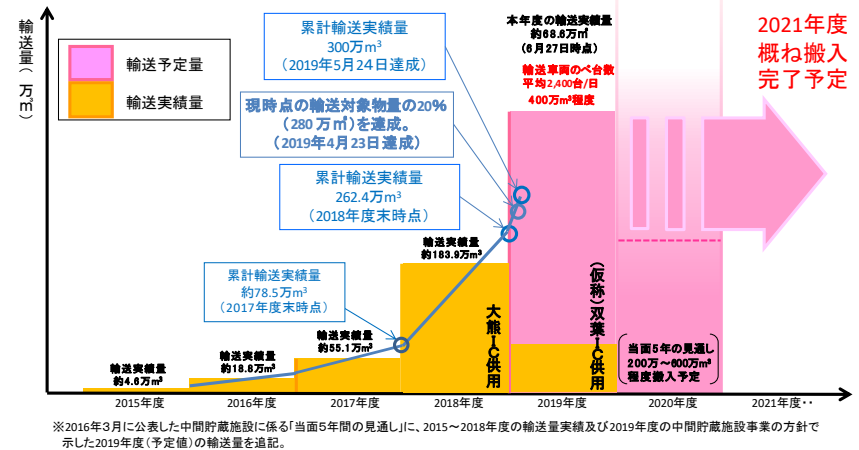 輸送量( 万㎥)
輸送予定量
輸送実績量
累計輸送実績量
300万m³
(2019年5月24日達成)
現時点の輸送対象物量の20%
(280 万㎥)を達成。
(2019年4月23日達成)
累計輸送実績量
262.4万m³
(2018年度末時点)
累計輸送実績量
約78.5万m³
(2017年度末時点)
本年度の輸送実績量
約68.6万㎥
(6月27日時点)
輸送車両のべ台数
平均2,400台/日
400万m³程度
2021年度
概ね搬入
完了予定
輸送実績量
約4.6万m³
輸送実績量
約18.8万m³
輸送実績量
約55.1万m³
輸送実績量
約183.9万m³
大熊IC供用
(仮称)双葉IC供用
当面5年の見通し
200万~600万m³
程度搬入予定
2015年度
2016年度
2017年度
2018年度
2019年度
2020年度
2021年度・・
※2016年3月に公表した中間貯蔵施設に係る「当面5年間の見通し」に、2015~2018年度の輸送量実績及び2019年度の中間貯蔵施設事業の方針で
示した2019年度(予定値)の輸送量を追記。